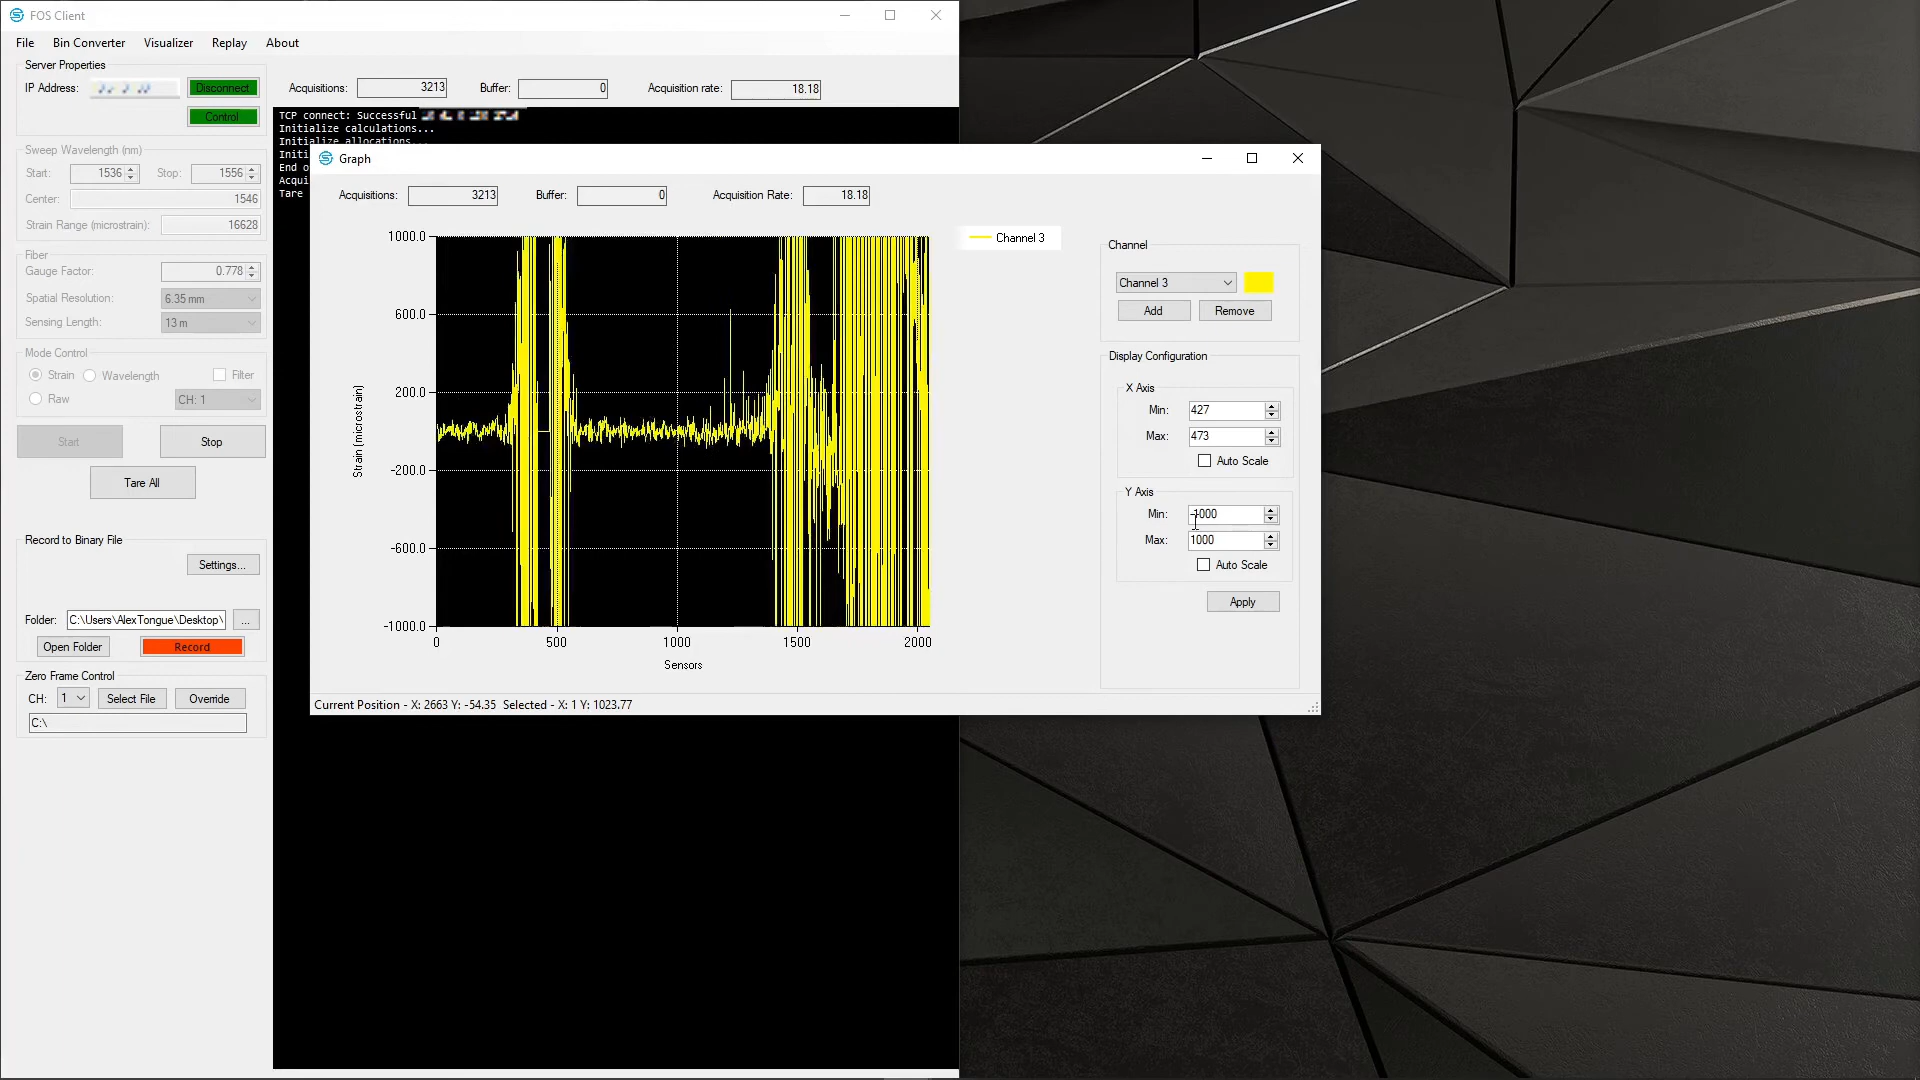 FOS Client
File Bin Converter Visualizer Replay About
Server Properties
IP Address: Disconnect
Control
Acquisitions: 3213 Buffer: 0 Acquisition rate: 18.18
TCP connect: Successful
Initialize calculations...
Initialize allocations...
Initi
End o
Acqui
Tare
Sweep Wavelength (nm)
Start: 1536 Stop: 1556
Center: 1546
Strain Range (microstrain): 16628
Fiber
Gauge Factor: 0.778
Spatial Resolution: 6.35 mm
Sensing Length: 13 m
Mode Control
Strain Wavelength Filter
Raw CH: 1
Start Stop
Tare All
Record to Binary File
Settings...
Folder: C:\Users\AlexTongue\Desktop\ ...
Open Folder Record
Zero Frame Control
CH: 1 Select File Override
C:\
Graph
Acquisitions: 3213 Buffer: 0 Acquisition Rate: 18.18
1000.0
600.0
200.0
-200.0
-600.0
-1000.0
Strain (microstrain)
0 500 1000 1500 2000
Sensors
Channel 3
Channel
Channel 3
Add Remove
Display Configuration
X Axis
Min: 427
Max: 473
Auto Scale
Y Axis
Min: -1000
Max: 1000
Auto Scale
Apply
Current Position - X: 2663 Y: -54.35 Selected - X: 1 Y: 1023.77